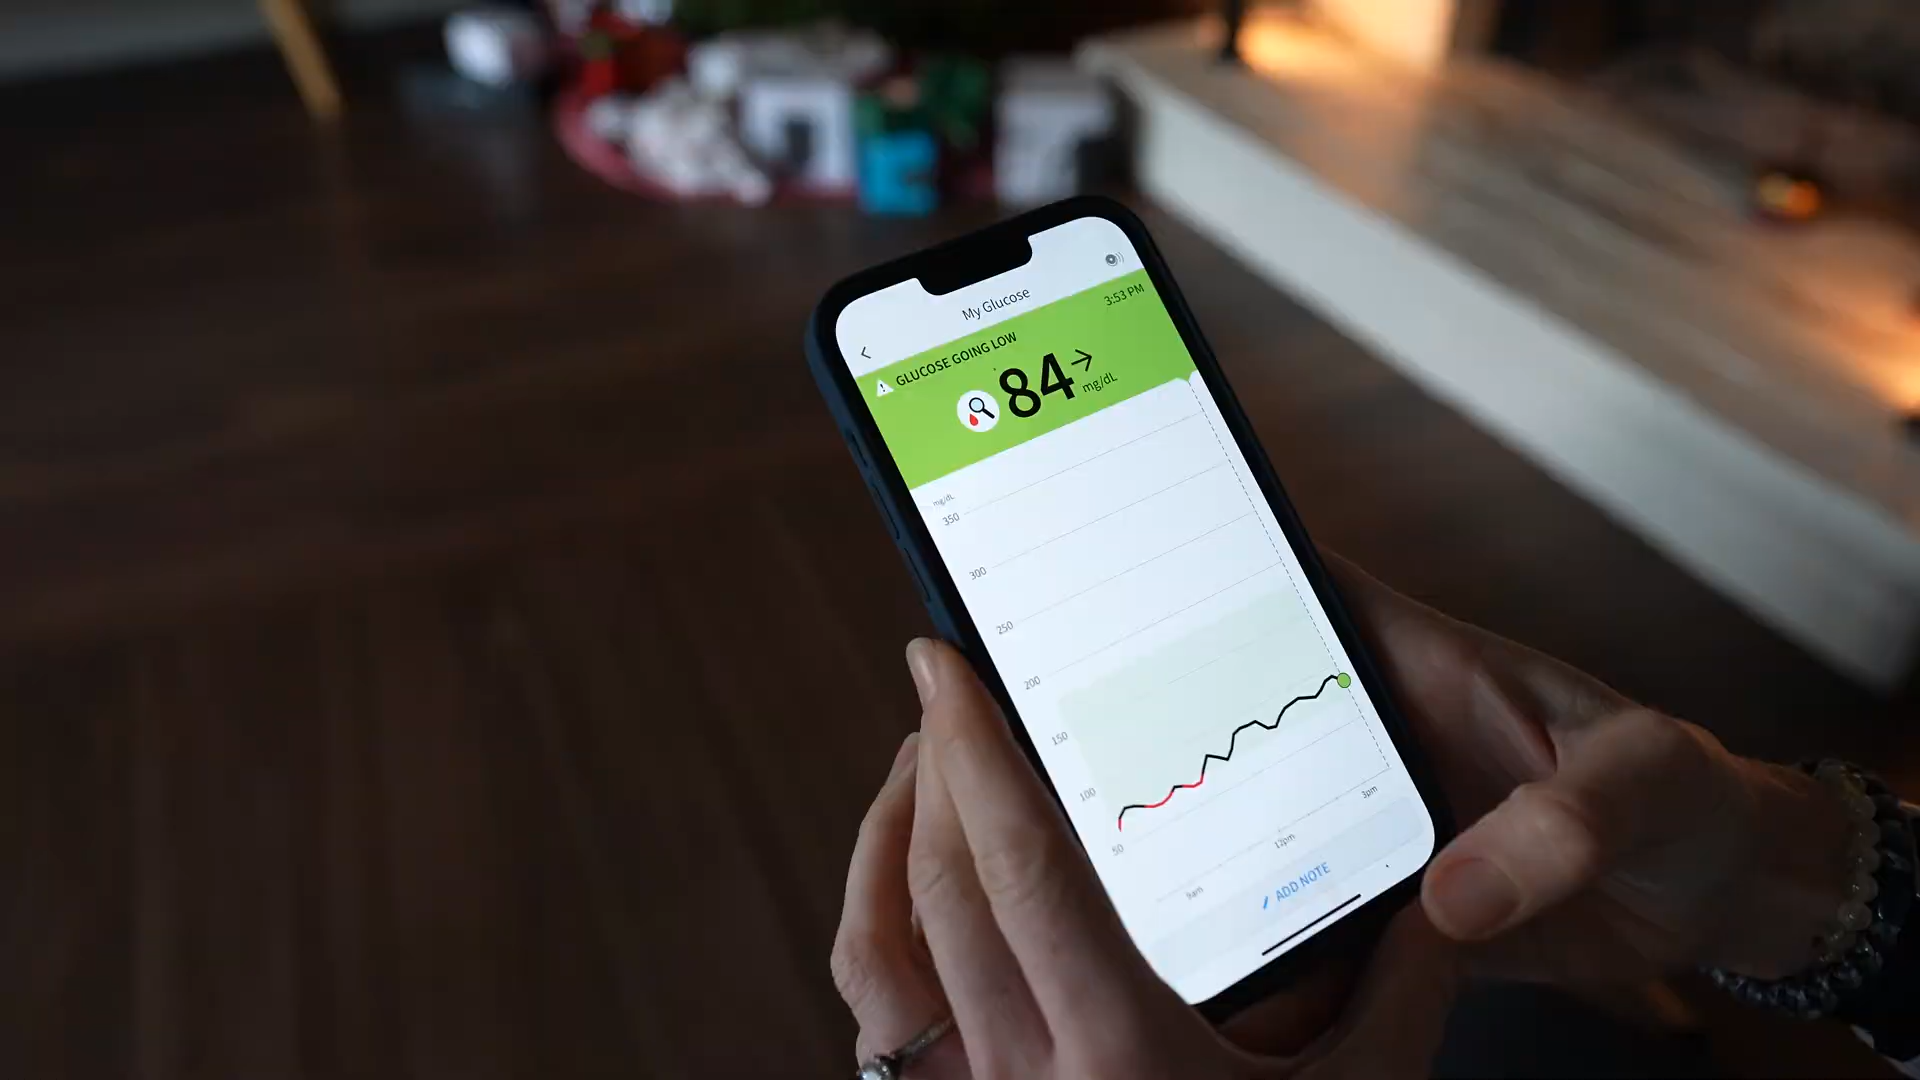 My Glucose
3:53 PM
GLUCOSE GOING LOW
84
mg/dL
mg/dL
350
300
250
200
150
100
50
9am
12pm
3pm
ADD NOTE